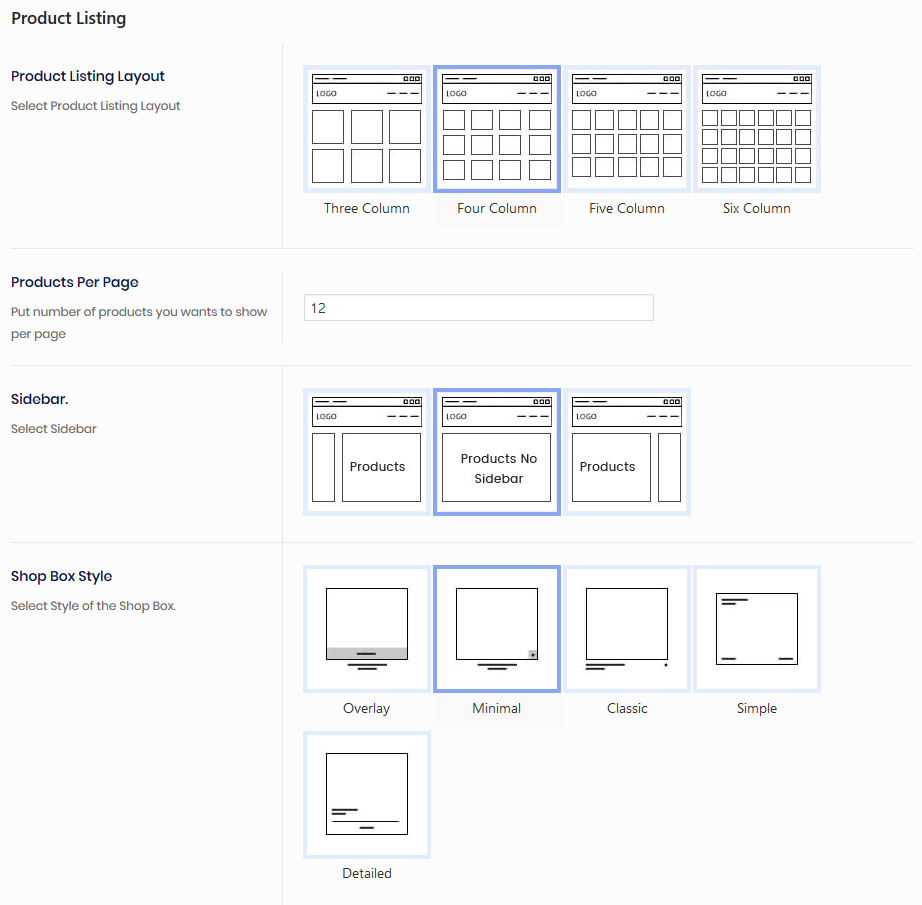 Product Listing
Product Listing Layout
Select Product Listing Layout
LOGO
LOGO
LOGO
LOGO
Three Column
Four Column
Five Column
Six Column
Products Per Page
Put number of products you wants to show
per page
12
Sidebar.
Select Sidebar
LOGO
LOGO
LOGO
Products
Products No
Sidebar
Products
Shop Box Style
Select Style of the Shop Box.
Overlay
Minimal
Classic
Simple
Detailed